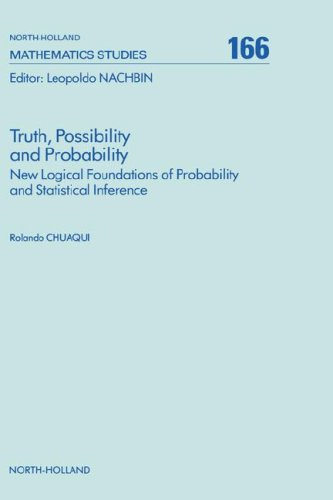 NORTH-HOLLAND
MATHEMATICS STUDIES 166
Editor: Leopoldo NACHBIN
Truth, Possibility
and Probability
New Logical Foundations of Probability
and Statistical Inference
Rolando CHUAQUI
NORTH-HOLLAND